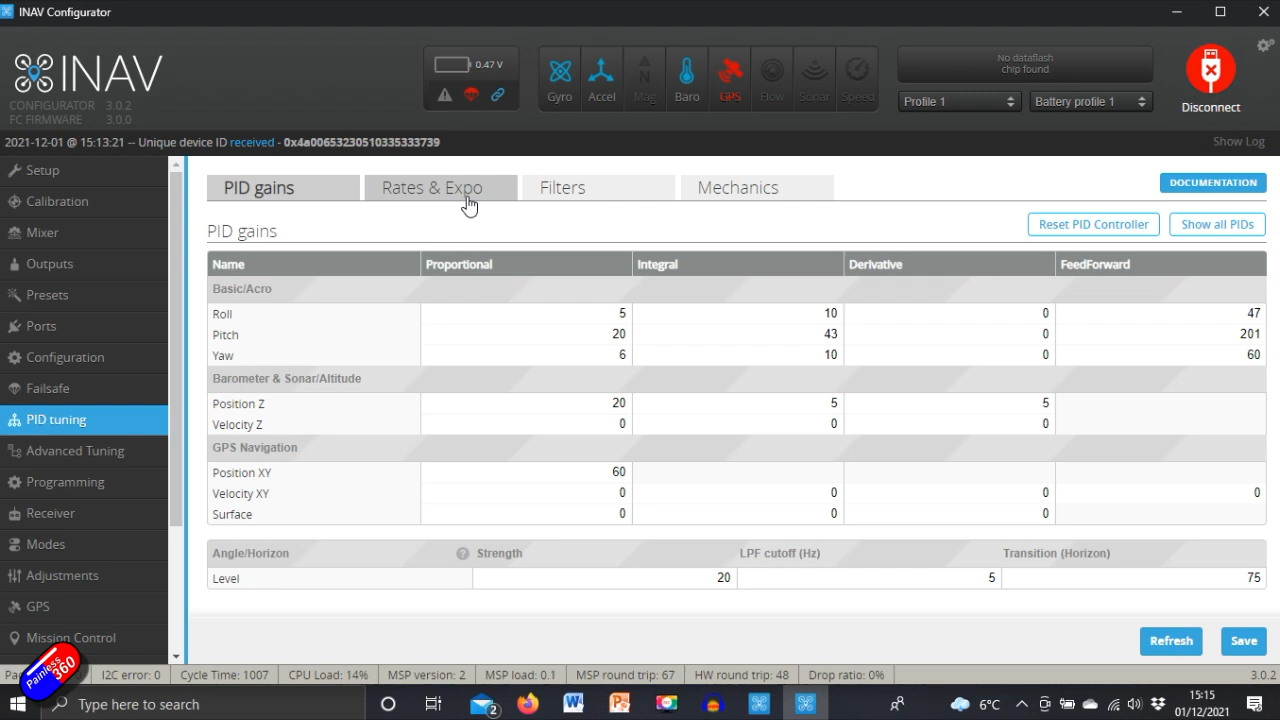 INAV Configurator
INAV
CONFIGURATOR 3.0.2
FC FIRMWARE 3.0.0
0.47 V
Gyro Accel Mag Baro GPS Flow Sonar Speed
No dataflash
chip found
Profile 1 Battery profile 1
Disconnect
2021-12-01 @ 15:13:21 -- Unique device ID received - 0x4a00653230510335333739
Show Log
Setup
Calibration
Mixer
Outputs
Presets
Ports
Configuration
Failsafe
PID tuning
Advanced Tuning
Programming
Receiver
Modes
Adjustments
GPS
Mission Control
PID gains Rates & Expo Filters Mechanics
DOCUMENTATION
PID gains
Reset PID Controller Show all PIDs
Name Proportional Integral Derivative FeedForward
Basic/Acro
Roll 5 10 0 47
Pitch 20 43 0 201
Yaw 6 10 0 60
Barometer & Sonar/Altitude
Position Z 20 5 5
Velocity Z 0 0 0
GPS Navigation
Position XY 60
Velocity XY 0 0 0 0
Surface 0 0 0
Angle/Horizon ? Strength LPF cutoff (Hz) Transition (Horizon)
Level 20 5 75
Refresh Save
Painless360
I2C error: 0 Cycle Time: 1007 CPU Load: 14% MSP version: 2 MSP load: 0.1 MSP round trip: 67 HW round trip: 48 Drop ratio: 0% 3.0.2
Type here to search
2
6°C
15:15
01/12/2021